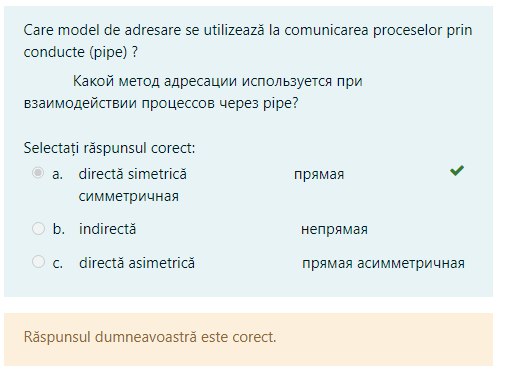 Care model de adresare se utilizează la comunicarea proceselor prin
conducte (pipe) ?
Какой метод адресации используется при
взаимодействии процессов через pipe?
Selectați răspunsul corect:
a. directă simetrică прямая
симметричная
b. indirectă непрямая
c. directă asimetrică прямая асимметричная
Răspunsul dumneavoastră este corect.